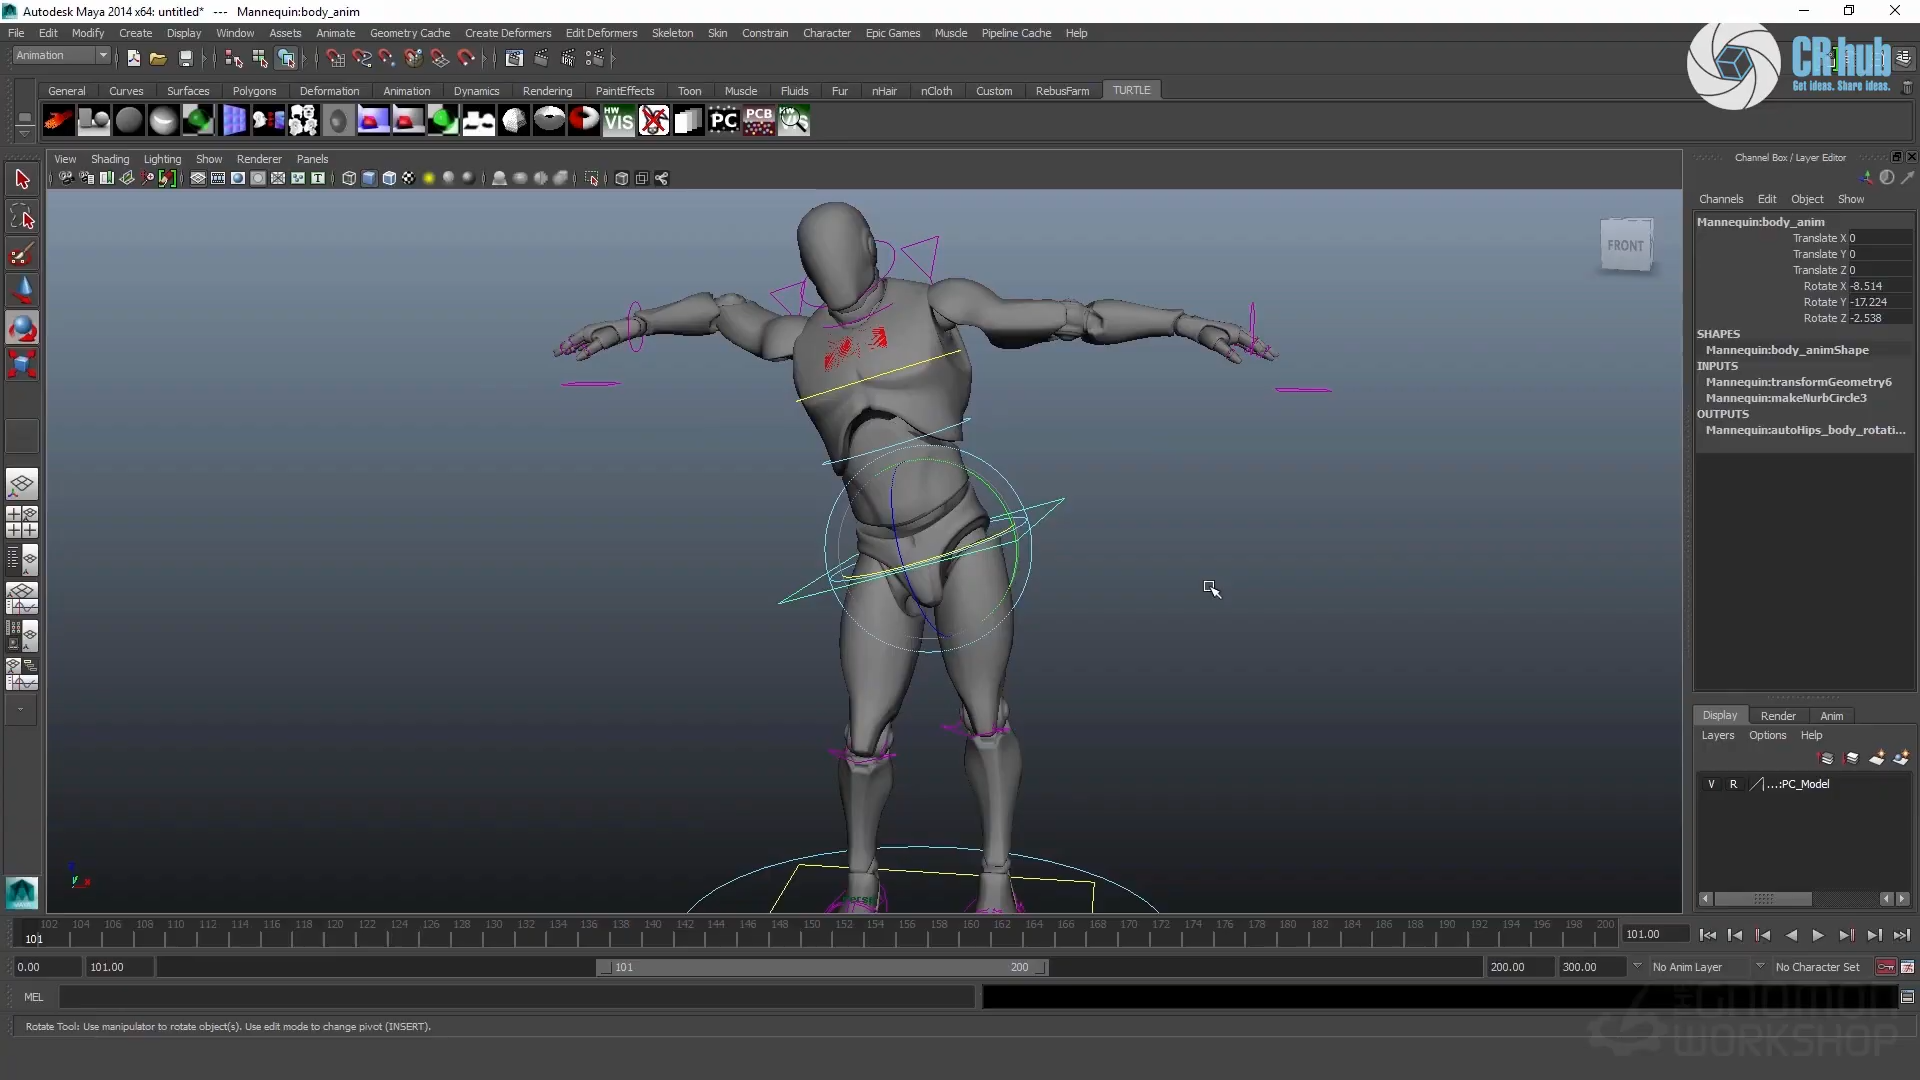 Autodesk Maya 2014 x64: untitled* --- Mannequin:body_anim
File Edit Modify Create Display Window Assets Animate Geometry Cache Create Deformers Edit Deformers Skeleton Skin Constrain Character Epic Games Muscle Pipeline Cache Help
CR hub
Get ideas. Share ideas.
Animation
General Curves Surfaces Polygons Deformation Animation Dynamics Rendering PaintEffects Toon Muscle Fluids Fur nHair nCloth Custom RebusFarm TURTLE
HW VIS PC PCB
View Shading Lighting Show Renderer Panels
Channel Box / Layer Editor
Channels Edit Object Show
Mannequin:body_anim
Translate X 0
Translate Y 0
Translate Z 0
Rotate X -8.514
Rotate Y -17.224
Rotate Z -2.538
SHAPES
Mannequin:body_animShape
INPUTS
Mannequin:transformGeometry6
Mannequin:makeNurbCircle3
OUTPUTS
Mannequin:autoHips_body_rotati...
FRONT
Display Render Anim
Layers Options Help
V R ...:PC_Model
102 104 106 108 110 112 114 116 118 120 122 124 126 128 130 132 134 136 138 140 142 144 146 148 150 152 154 156 158 160 162 164 166 168 170 172 174 176 178 180 182 184 186 188 190 192 194 196 198 200
101
101.00
0.00 101.00 101 200 200.00 300.00 No Anim Layer No Character Set
MEL
Rotate Tool: Use manipulator to rotate object(s). Use edit mode to change pivot (INSERT).
THE GNOMON
WORKSHOP